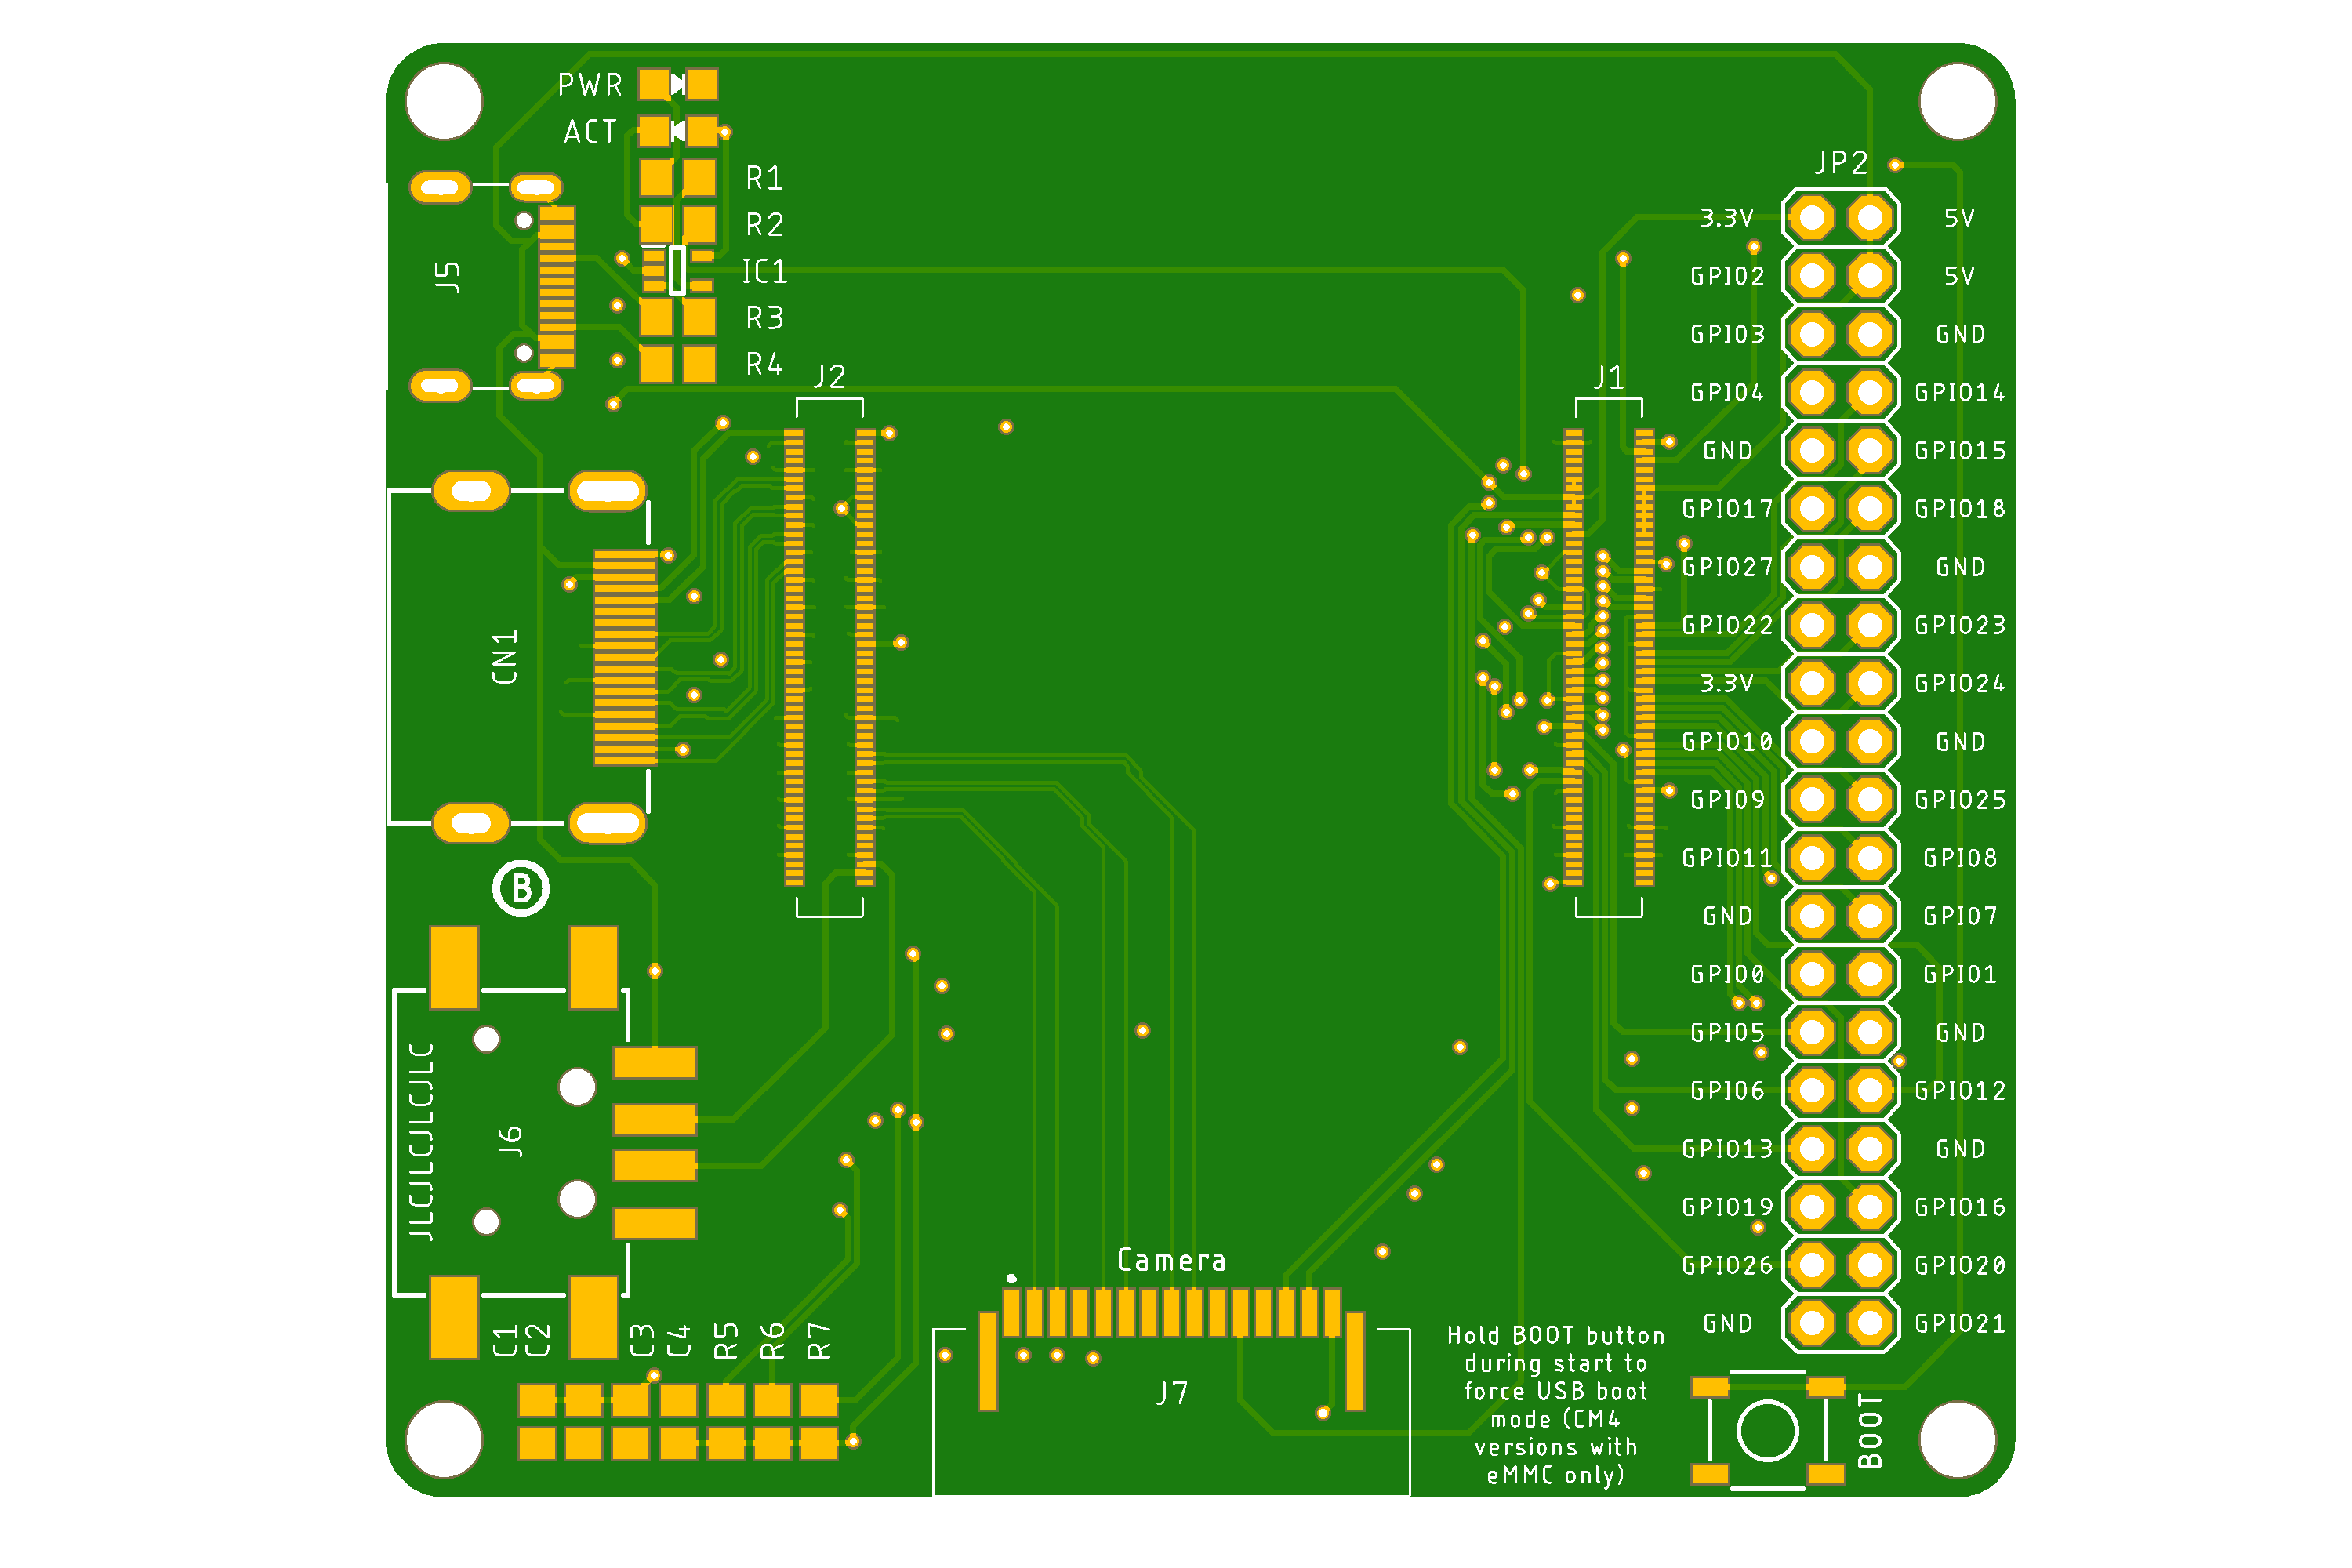 PWR
ACT
R1
R2
IC1
R3
R4
J5
J2
J1
JP2
3.3V 5V
GPIO2 5V
GPIO3 GND
GPIO4 GPIO14
GND GPIO15
GPIO17 GPIO18
GPIO27 GND
GPIO22 GPIO23
3.3V GPIO24
GPIO10 GND
GPIO9 GPIO25
GPIO11 GPIO8
GND GPIO7
GPIO0 GPIO1
GPIO5 GND
GPIO6 GPIO12
GPIO13 GND
GPIO19 GPIO16
GPIO26 GPIO20
GND GPIO21
CN1
B
JLCJLCJLCJLC
J6
C1
C2
C3
C4
R5
R6
R7
Camera
J7
Hold BOOT button
during start to
force USB boot
mode (CM4
versions with
eMMC only)
BOOT